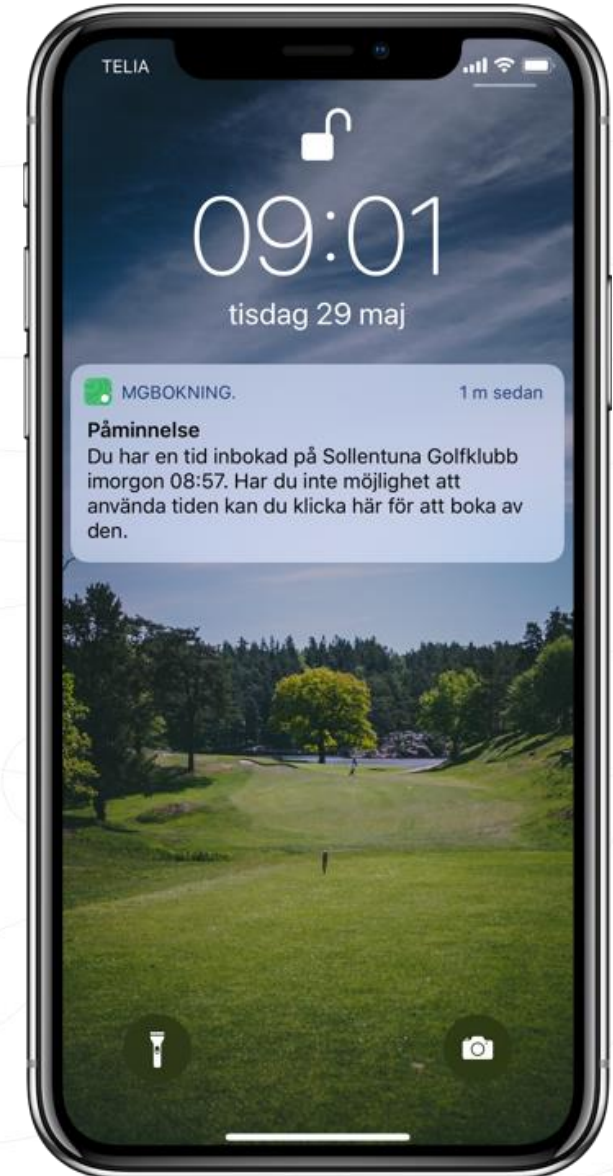 TELIA
09:01
tisdag 29 maj
MGBOKNING.
1 m sedan
Påminnelse
Du har en tid inbokad på Sollentuna Golfklubb
imorgon 08:57. Har du inte möjlighet att
använda tiden kan du klicka här för att boka av
den.